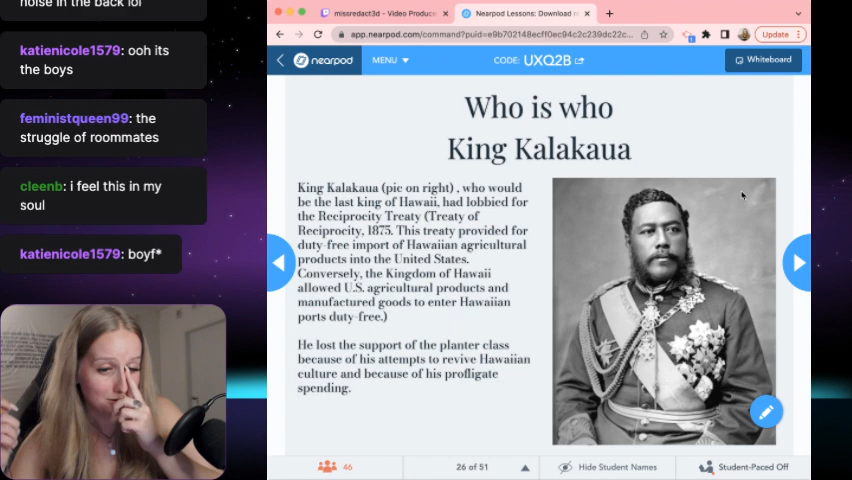 noise in the back lol
katienicole1579: ooh its
the boys
feministqueen99: the
struggle of roommates
cleenb: i feel this in my
soul
katienicole1579: boyf*
missredact3d - Video Produce
Nearpod Lessons: Download n
app.nearpod.com/command?puid=e9b702148ecff0ec94c2c239dc22c...
Update
nearpod
MENU
CODE: UXQ2B
Whiteboard
Who is who
King Kalakaua
King Kalakaua (pic on right) , who would
be the last king of Hawaii, had lobbied for
the Reciprocity Treaty (Treaty of
Reciprocity, 1875. This treaty provided for
duty-free import of Hawaiian agricultural
products into the United States.
Conversely, the Kingdom of Hawaii
allowed U.S. agricultural products and
manufactured goods to enter Hawaiian
ports duty-free.)
He lost the support of the planter class
because of his attempts to revive Hawaiian
culture and because of his profligate
spending.
46
26 of 51
Hide Student Names
Student-Paced Off